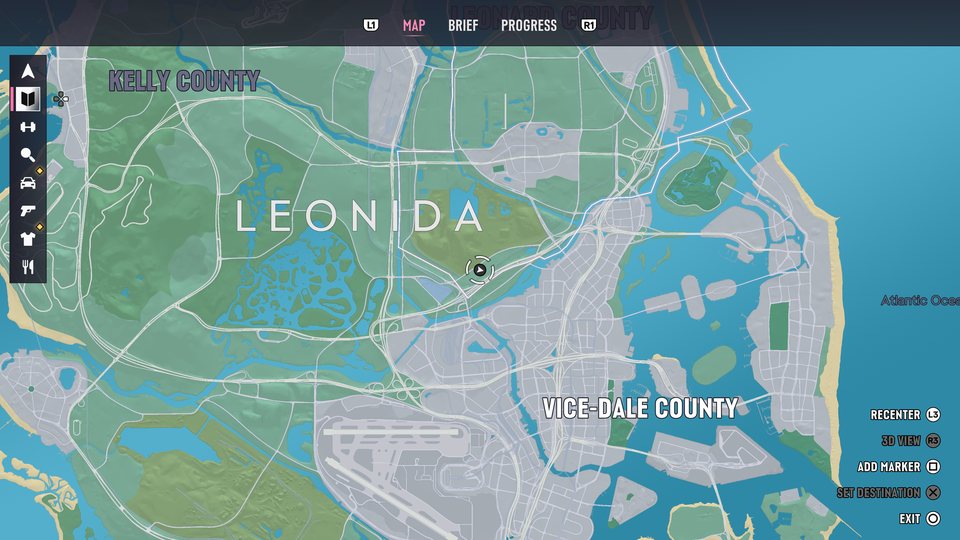 LEONARD COUNTY
L1 MAP BRIEF PROGRESS R1
KELLY COUNTY
LEONIDA
Atlantic Ocea
VICE-DALE COUNTY
RECENTER L3
3D VIEW R3
ADD MARKER
SET DESTINATION
EXIT